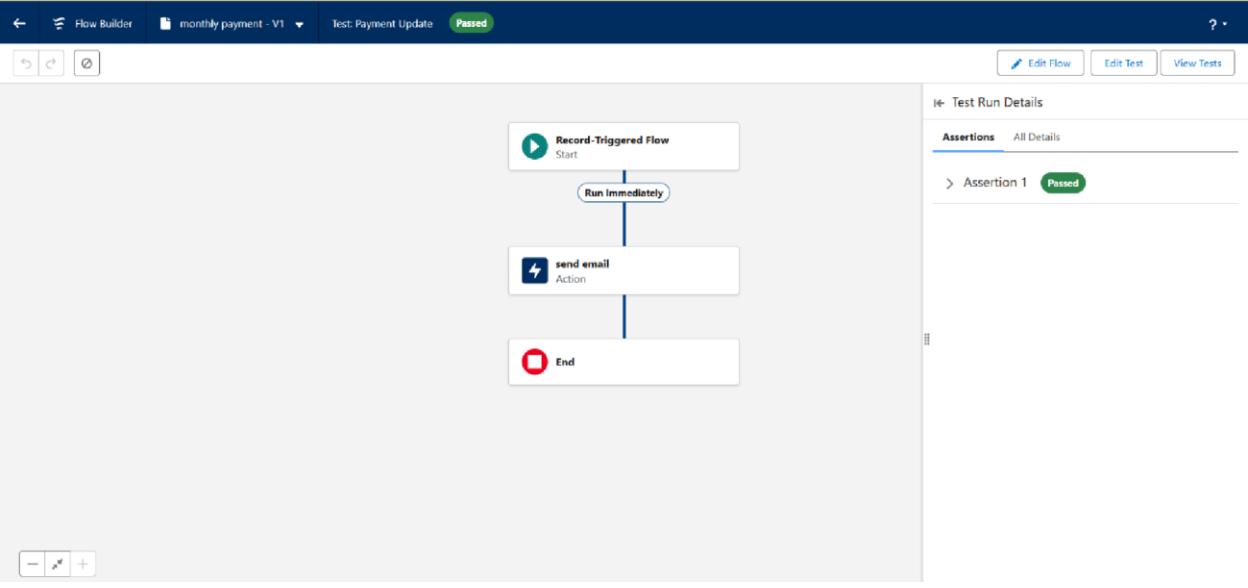 Flow Builder
monthly payment - V1
Test: Payment Update
Passed
?
Edit Flow
Edit Test
View Tests
Record-Triggered Flow
Start
Run Immediately
send email
Action
End
Test Run Details
Assertions
All Details
Assertion 1
Passed